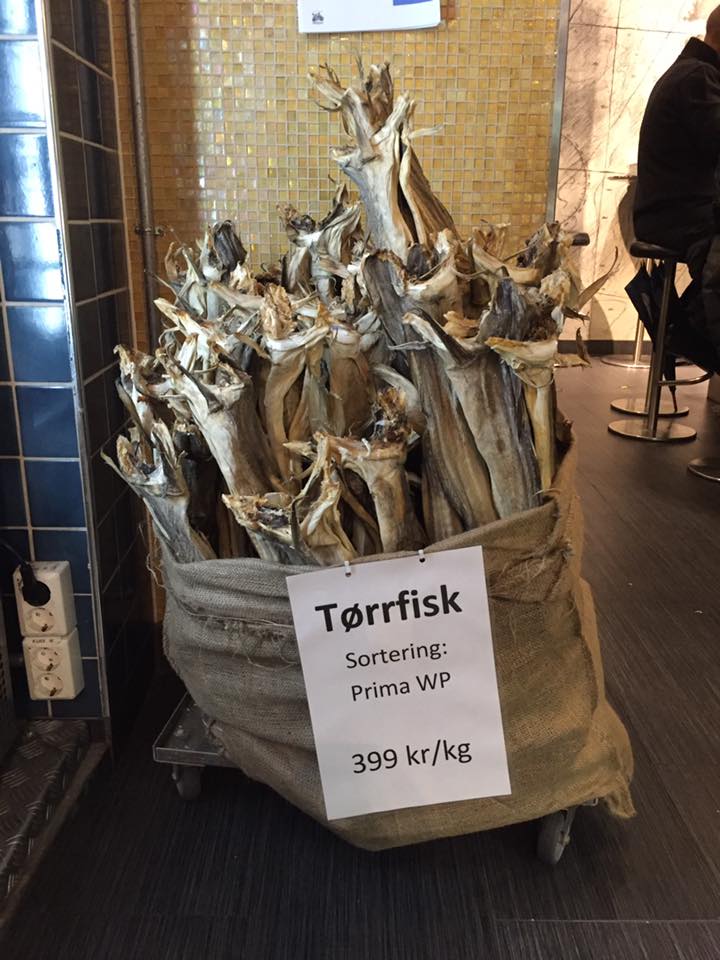 Tørrfisk
Sortering:
Prima WP
399 kr/kg